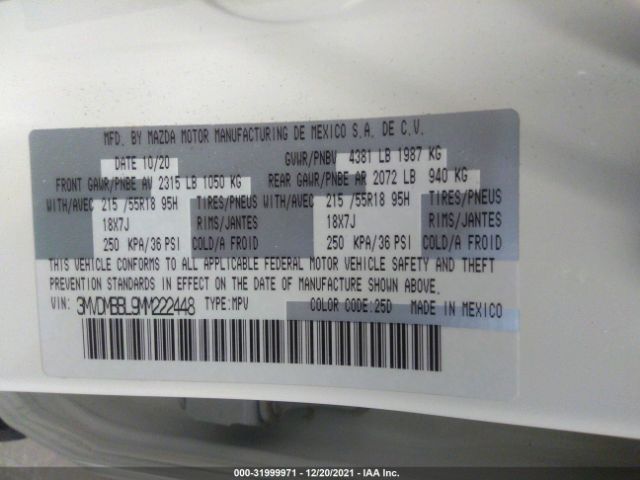 MFD. BY MAZDA MOTOR MANUFACTURING DE MEXICO S.A. DE C.V.
DATE 10/20 GVWR/PNBV 4381 LB 1987 KG
FRONT GAWR/PNBE AV 2315 LB 1050 KG REAR GAWR/PNBE AR 2072 LB 940 KG
WITH/AVEC 215 /55R18 95H TIRES/PNEUS WITH/AVEC 215 /55R18 95H TIRES/PNEUS
18X7J RIMS/JANTES 18X7J RIMS/JANTES
250 KPA/36 PSI COLD/A FROID 250 KPA/36 PSI COLD/A FROID
THIS VEHICLE CONFORMS TO ALL APPLICABLE FEDERAL MOTOR VEHICLE SAFETY AND THEFT
PREVENTION STANDARDS IN EFFECT ON THE DATE OF MANUFACTURE SHOWN ABOVE.
VIN: 3MVDMBBL9MM222448 TYPE:MPV COLOR CODE:25D MADE IN MEXICO
000-31999971 - 12/20/2021 - IAA Inc.